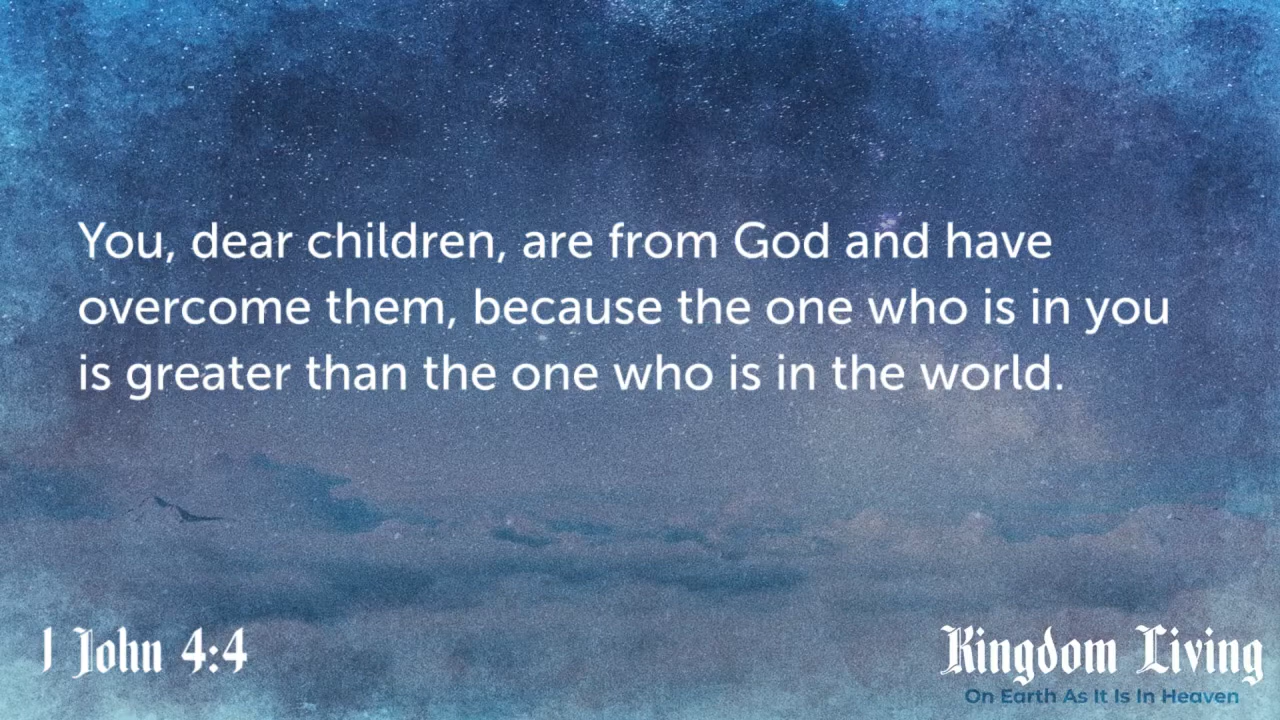 You, dear children, are from God and have
overcome them, because the one who is in you
is greater than the one who is in the world.
1 John 4:4
Kingdom Living
On Earth As It Is In Heaven